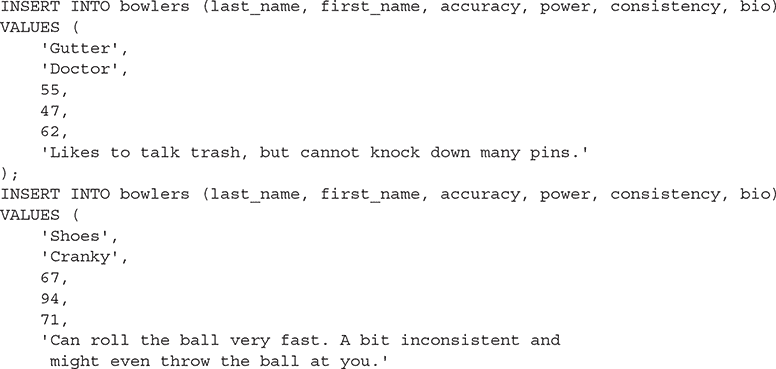 INSERT INTO bowlers (last_name, first_name, accuracy, power, consistency, bio)
VALUES (
    'Gutter',
    'Doctor',
    55,
    47,
    62,
    'Likes to talk trash, but cannot knock down many pins.'
);
INSERT INTO bowlers (last_name, first_name, accuracy, power, consistency, bio)
VALUES (
    'Shoes',
    'Cranky',
    67,
    94,
    71,
    'Can roll the ball very fast. A bit inconsistent and
     might even throw the ball at you.'